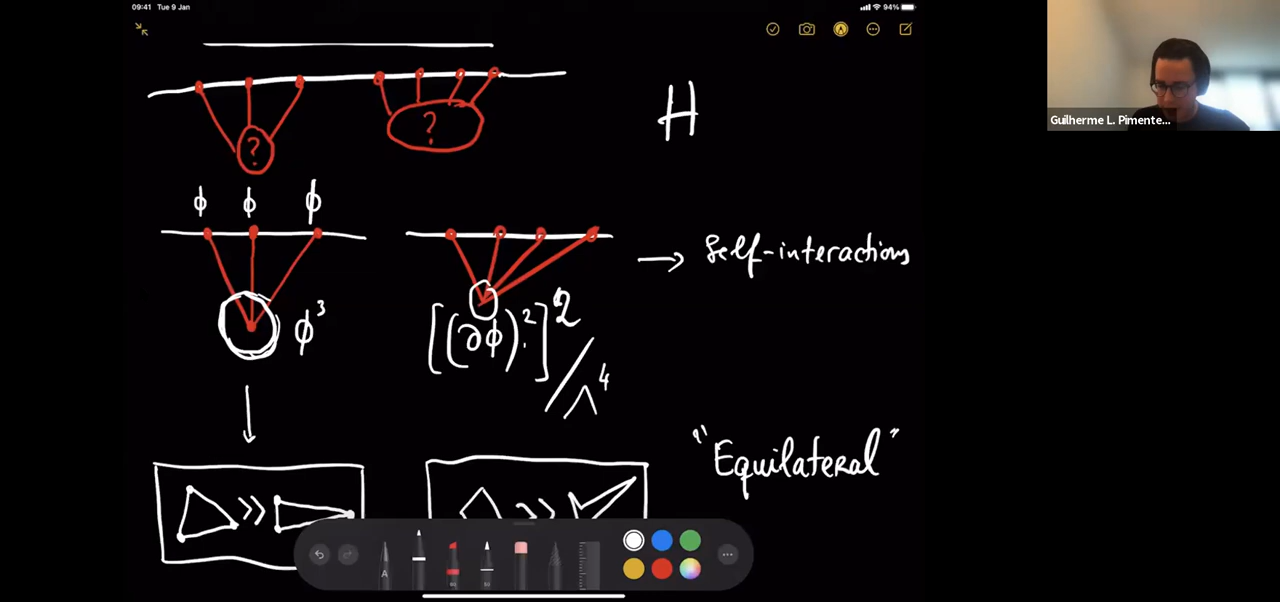 09:41 Tue 9 Jan
94%
H
?
?
ϕ ϕ ϕ
→ Self-interactions
ϕ³
[(∂ϕ)²]² / Λ⁴
"Equilateral"
>>
>>
A
Guilherme L. Pimente...